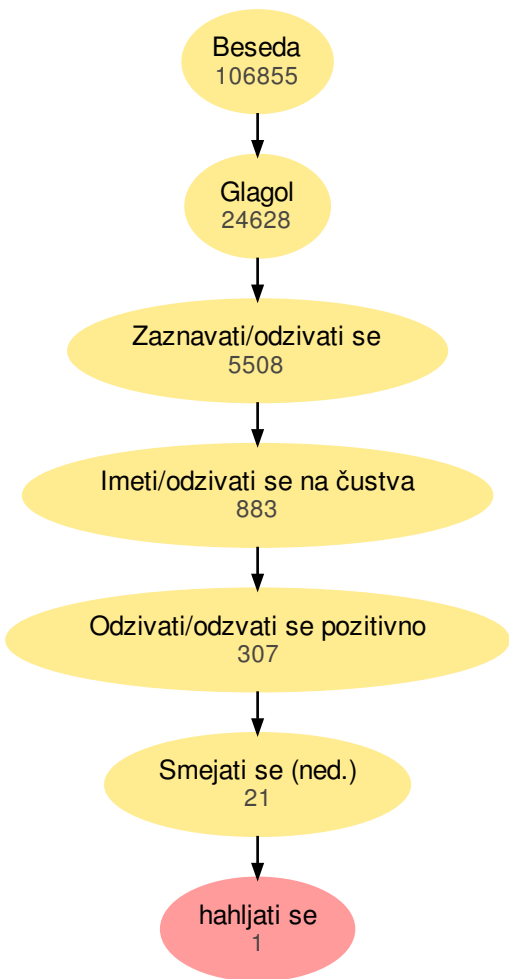 Beseda
106855
Glagol
24628
Zaznavati/odzivati se
5508
Imeti/odzivati se na čustva
883
Odzivati/odzvati se pozitivno
307
Smejati se (ned.)
21
hahljati se
1